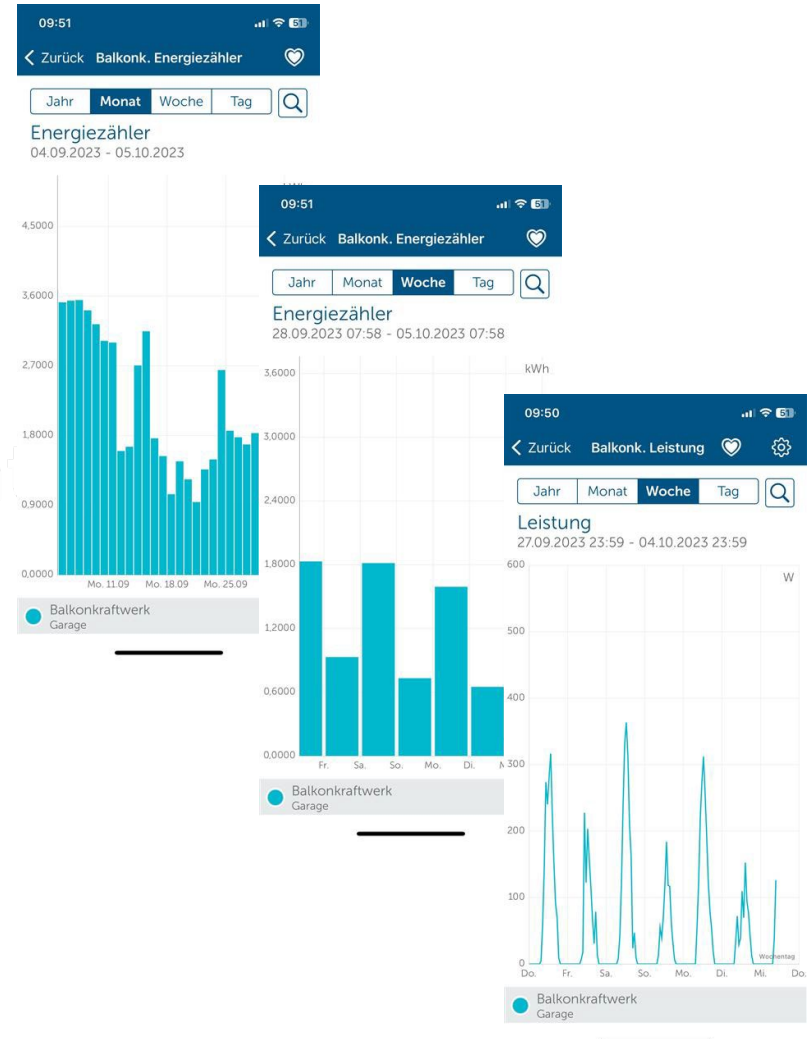 09:51
51
Zurück Balkonk. Energiezähler
Jahr Monat Woche Tag
Energiezähler
04.09.2023 - 05.10.2023
4,5000
3,6000
2,7000
1,8000
0,9000
0,0000
Mo. 11.09 Mo. 18.09 Mo. 25.09
Balkonkraftwerk
Garage
09:51
51
Zurück Balkonk. Energiezähler
Jahr Monat Woche Tag
Energiezähler
28.09.2023 07:58 - 05.10.2023 07:58
kWh
3,6000
3,0000
2,4000
1,8000
1,2000
0,6000
0,0000
Fr. Sa. So. Mo. Di.
Balkonkraftwerk
Garage
09:50
51
Zurück Balkonk. Leistung
Jahr Monat Woche Tag
Leistung
27.09.2023 23:59 - 04.10.2023 23:59
600
W
500
400
300
200
100
0
Wochentag
Do. Fr. Sa. So. Mo. Di. Mi. Do.
Balkonkraftwerk
Garage